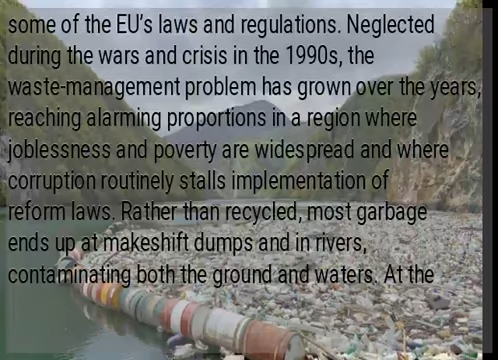 some of the EU’s laws and regulations. Neglected
during the wars and crisis in the 1990s, the
waste-management problem has grown over the years,
reaching alarming proportions in a region where
joblessness and poverty are widespread and where
corruption routinely stalls implementation of
reform laws. Rather than recycled, most garbage
ends up at makeshift dumps and in rivers,
contaminating both the ground and waters. At the